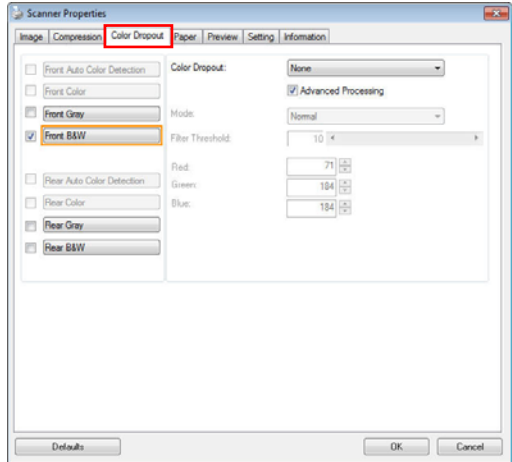 Scanner Properties
Image Compression Color Dropout Paper Preview Setting Information
Front Auto Color Detection
Front Color
Front Gray
Front B&W
Rear Auto Color Detection
Rear Color
Rear Gray
Rear B&W
Color Dropout: None
Advanced Processing
Mode: Normal
Filter Threshold: 10
Red: 71
Green: 184
Blue: 184
Defaults OK Cancel